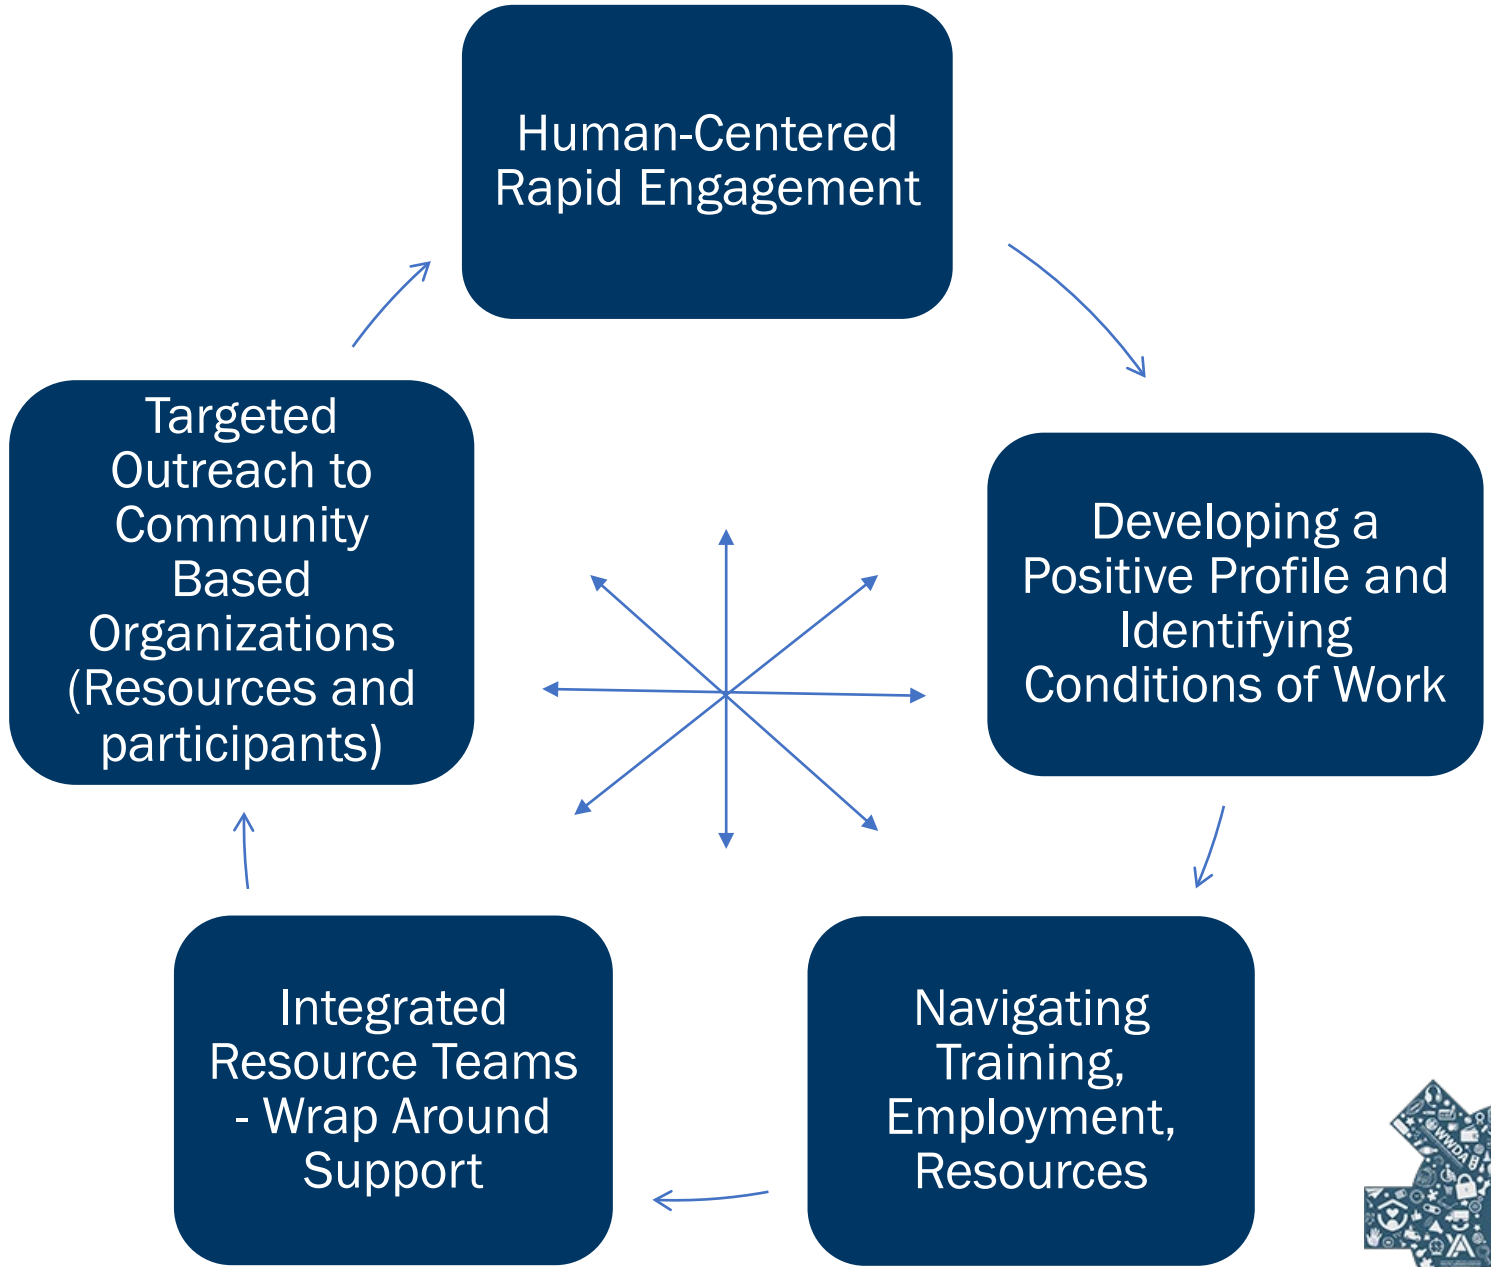 Human-Centered
Rapid Engagement
Developing a
Positive Profile and
Identifying
Conditions of Work
Navigating
Training,
Employment,
Resources
Integrated
Resource Teams
- Wrap Around
Support
Targeted
Outreach to
Community
Based
Organizations
(Resources and
participants)
WWDA